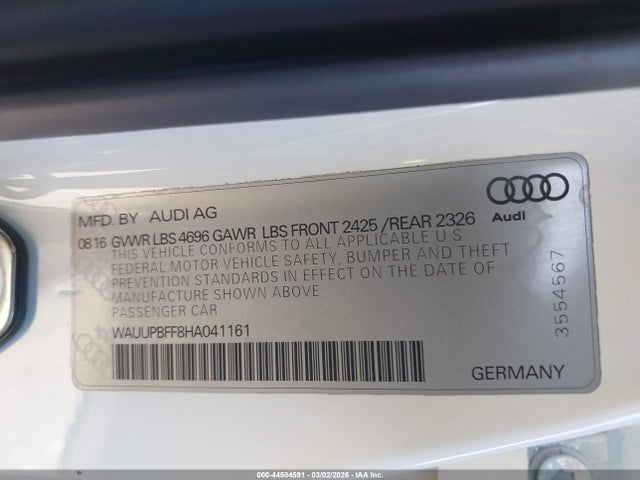 MFD. BY AUDI AG
Audi
08 16 GVWR LBS 4696 GAWR LBS FRONT 2425 /REAR 2326
THIS VEHICLE CONFORMS TO ALL APPLICABLE U S
FEDERAL MOTOR VEHICLE SAFETY, BUMPER AND THEFT
PREVENTION STANDARDS IN EFFECT ON THE DATE OF
MANUFACTURE SHOWN ABOVE
PASSENGER CAR
WAUUPBFF8HA041161
3554567
GERMANY
000-44504591 | 03/02/2026 - IAA Inc.